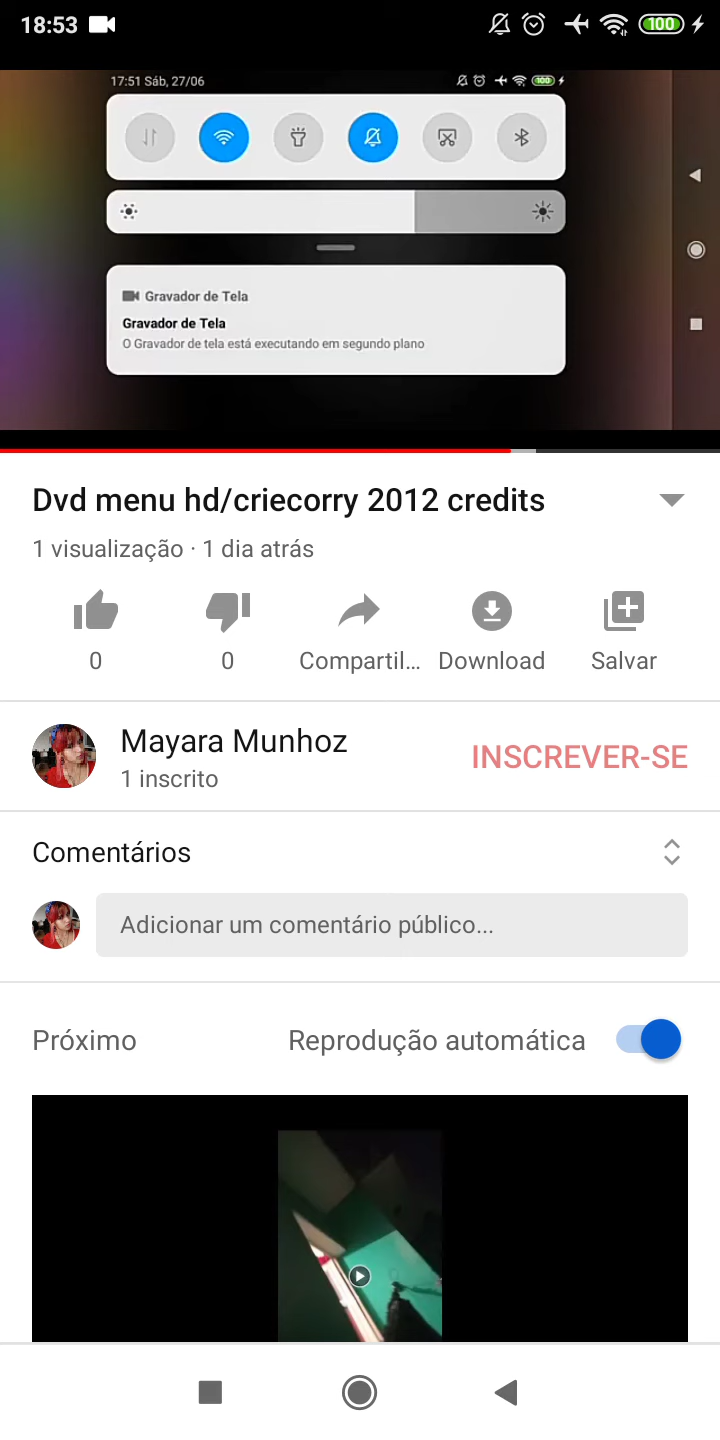 18:53
100
17:51 Sáb, 27/06
100
Gravador de Tela
Gravador de Tela
O Gravador de tela está executando em segundo plano
Dvd menu hd/criecorry 2012 credits
1 visualização · 1 dia atrás
0
0
Compartil...
Download
Salvar
Mayara Munhoz
INSCREVER-SE
1 inscrito
Comentários
Adicionar um comentário público...
Próximo
Reprodução automática